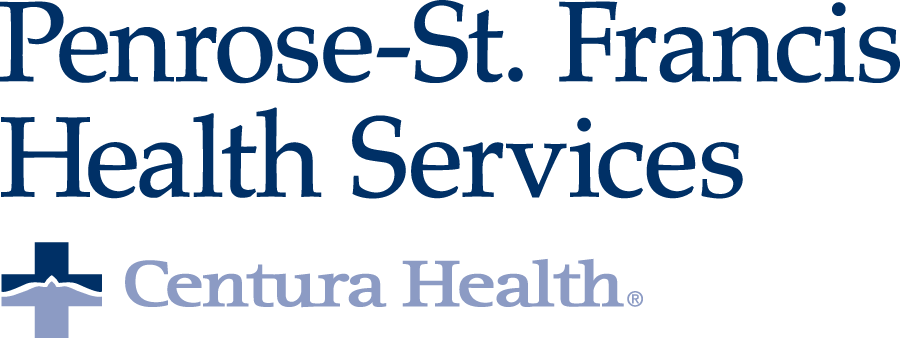 Penrose-St. Francis
Health Services
Centura Health®